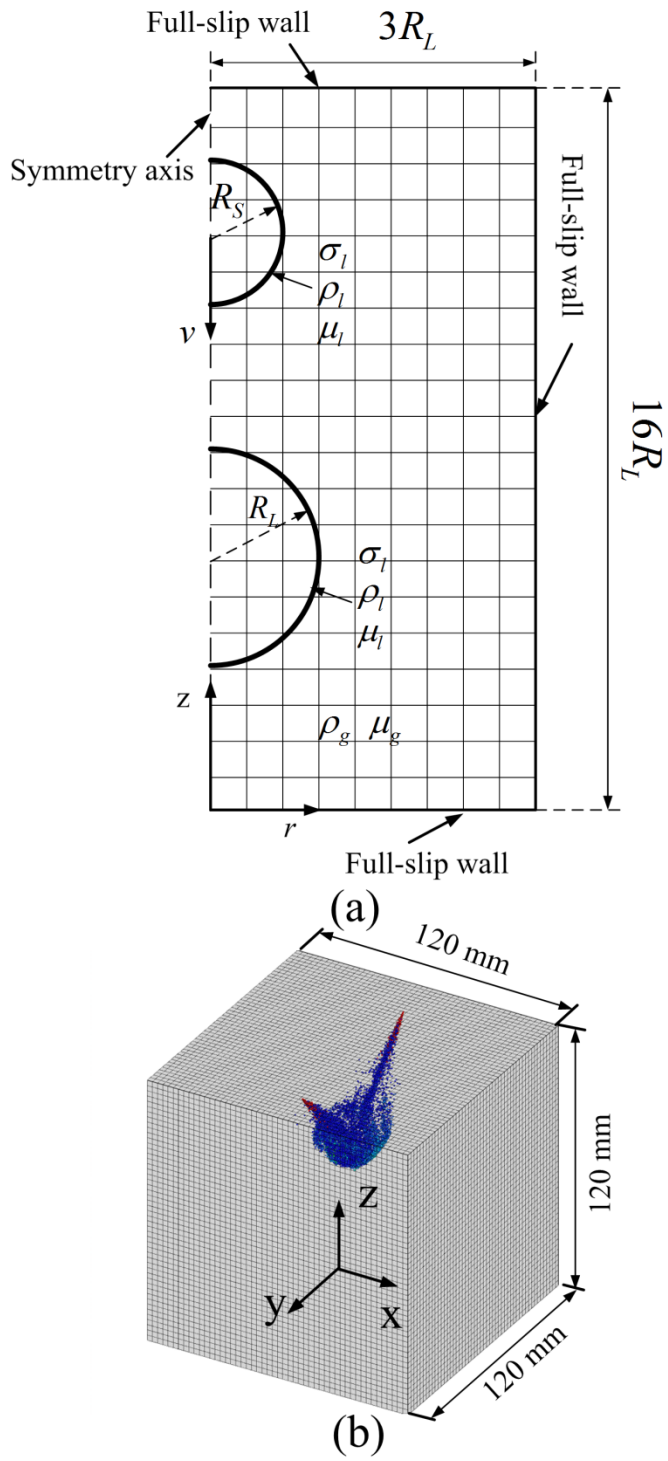 Full-slip wall
3R_L
Symmetry axis
Full-slip wall
R_S
σ_l
ρ_l
μ_l
v
16R_L
R_L
σ_l
ρ_l
μ_l
z
ρ_g μ_g
r
Full-slip wall
(a)
120 mm
120 mm
z
y
x
120 mm
(b)